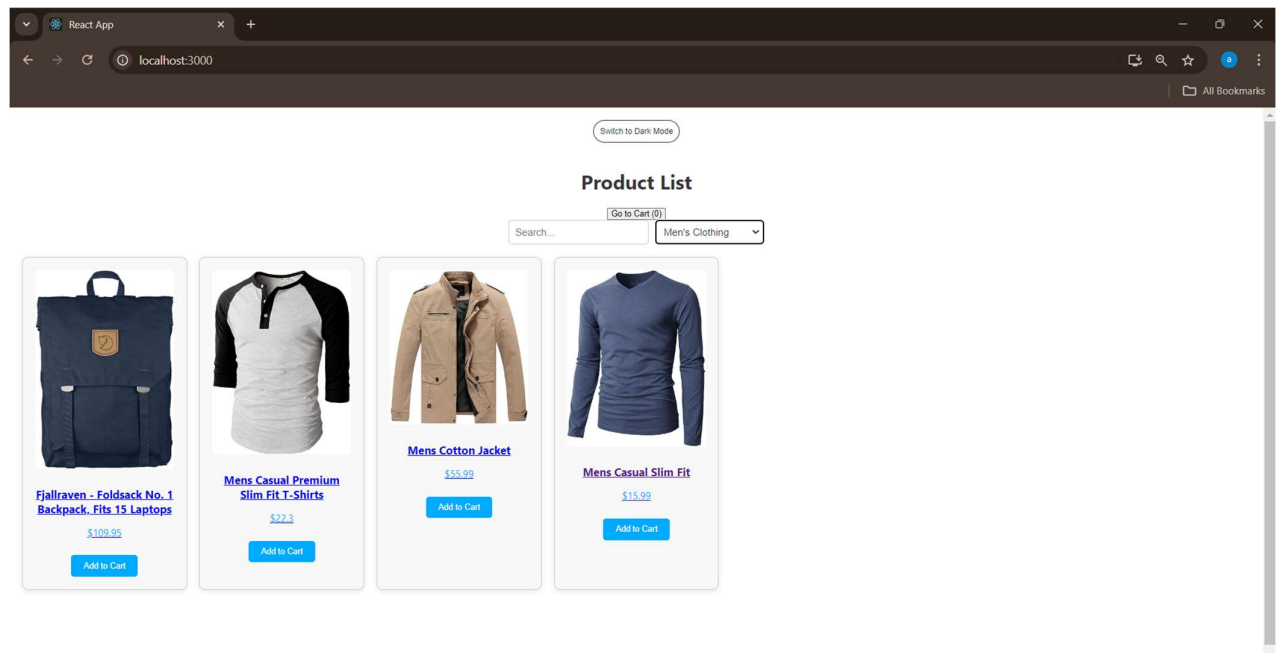 React App
localhost:3000
a
All Bookmarks
Switch to Dark Mode
Product List
Go to Cart (0)
Search...
Men's Clothing
Fjallraven - Foldsack No. 1
Backpack, Fits 15 Laptops
$109.95
Add to Cart
Mens Casual Premium
Slim Fit T-Shirts
$22.3
Add to Cart
Mens Cotton Jacket
$55.99
Add to Cart
Mens Casual Slim Fit
$15.99
Add to Cart